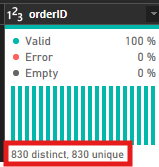 1²3 orderID
Valid 100 %
Error 0 %
Empty 0 %
830 distinct, 830 unique